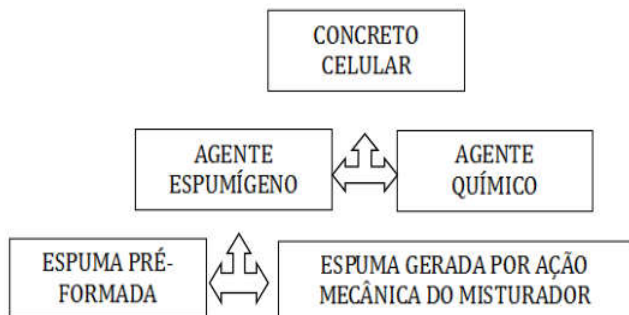 CONCRETO
CELULAR
AGENTE
ESPUMÍGENO
AGENTE
QUÍMICO
ESPUMA PRÉ-
FORMADA
ESPUMA GERADA POR AÇÃO
MECÂNICA DO MISTURADOR